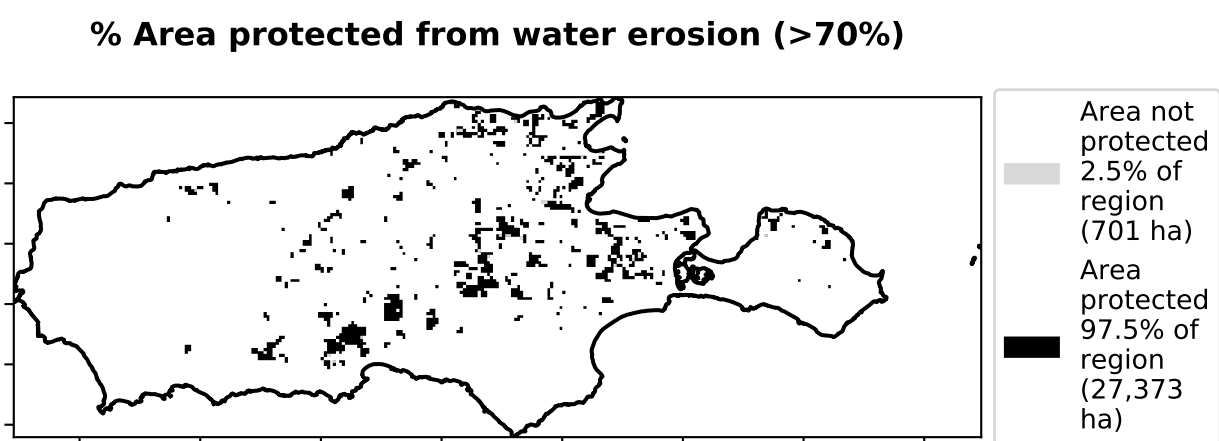 % Area protected from water erosion (>70%)
Area not
protected
2.5% of
region
(701 ha)
Area
protected
97.5% of
region
(27,373
ha)